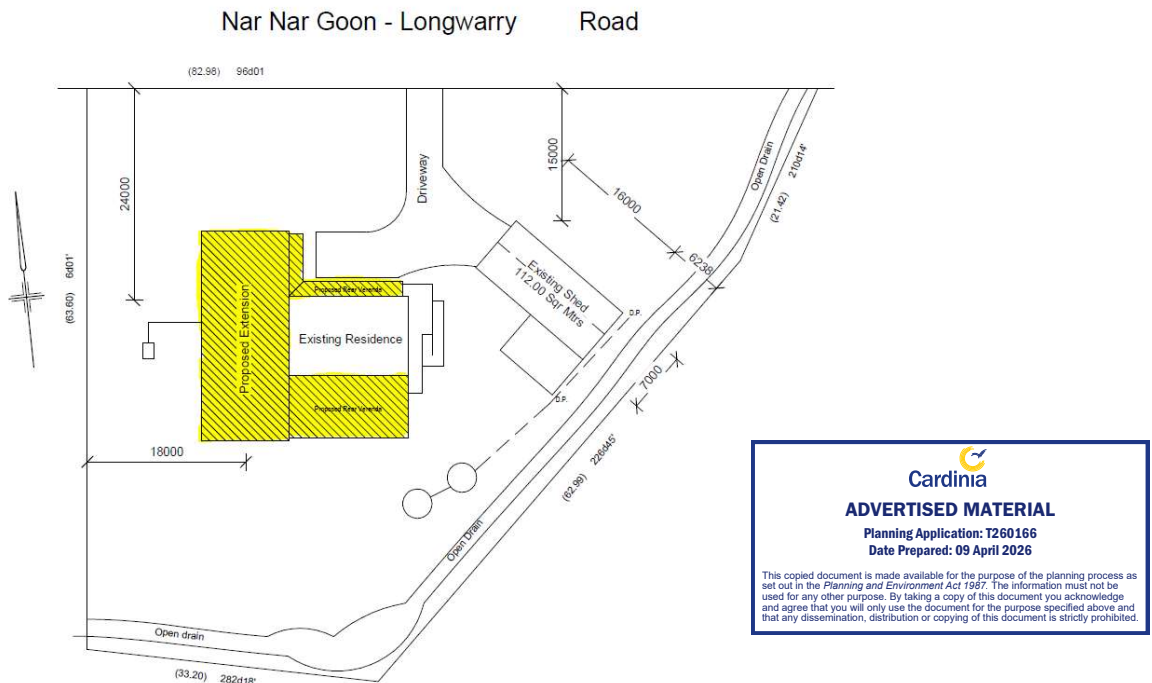 Nar Nar Goon - Longwarry Road
(82.98) 96d01
24000
Driveway
15000
16000
6238
Open Drain
210d14'
(21.42)
(63.60) 6d01'
Proposed Extension
Proposed Rear Veranda
Existing Residence
Proposed Rear Veranda
Existing Shed
112.00 Sqr Mtrs
D.P.
7000
D.P.
18000
(62.99) 226d45'
Open Drain
Open drain
(33.20) 282d18'
Cardinia
ADVERTISED MATERIAL
Planning Application: T260166
Date Prepared: 09 April 2026
This copied document is made available for the purpose of the planning process as
set out in the Planning and Environment Act 1987. The information must not be
used for any other purpose. By taking a copy of this document you acknowledge
and agree that you will only use the document for the purpose specified above and
that any dissemination, distribution or copying of this document is strictly prohibited.